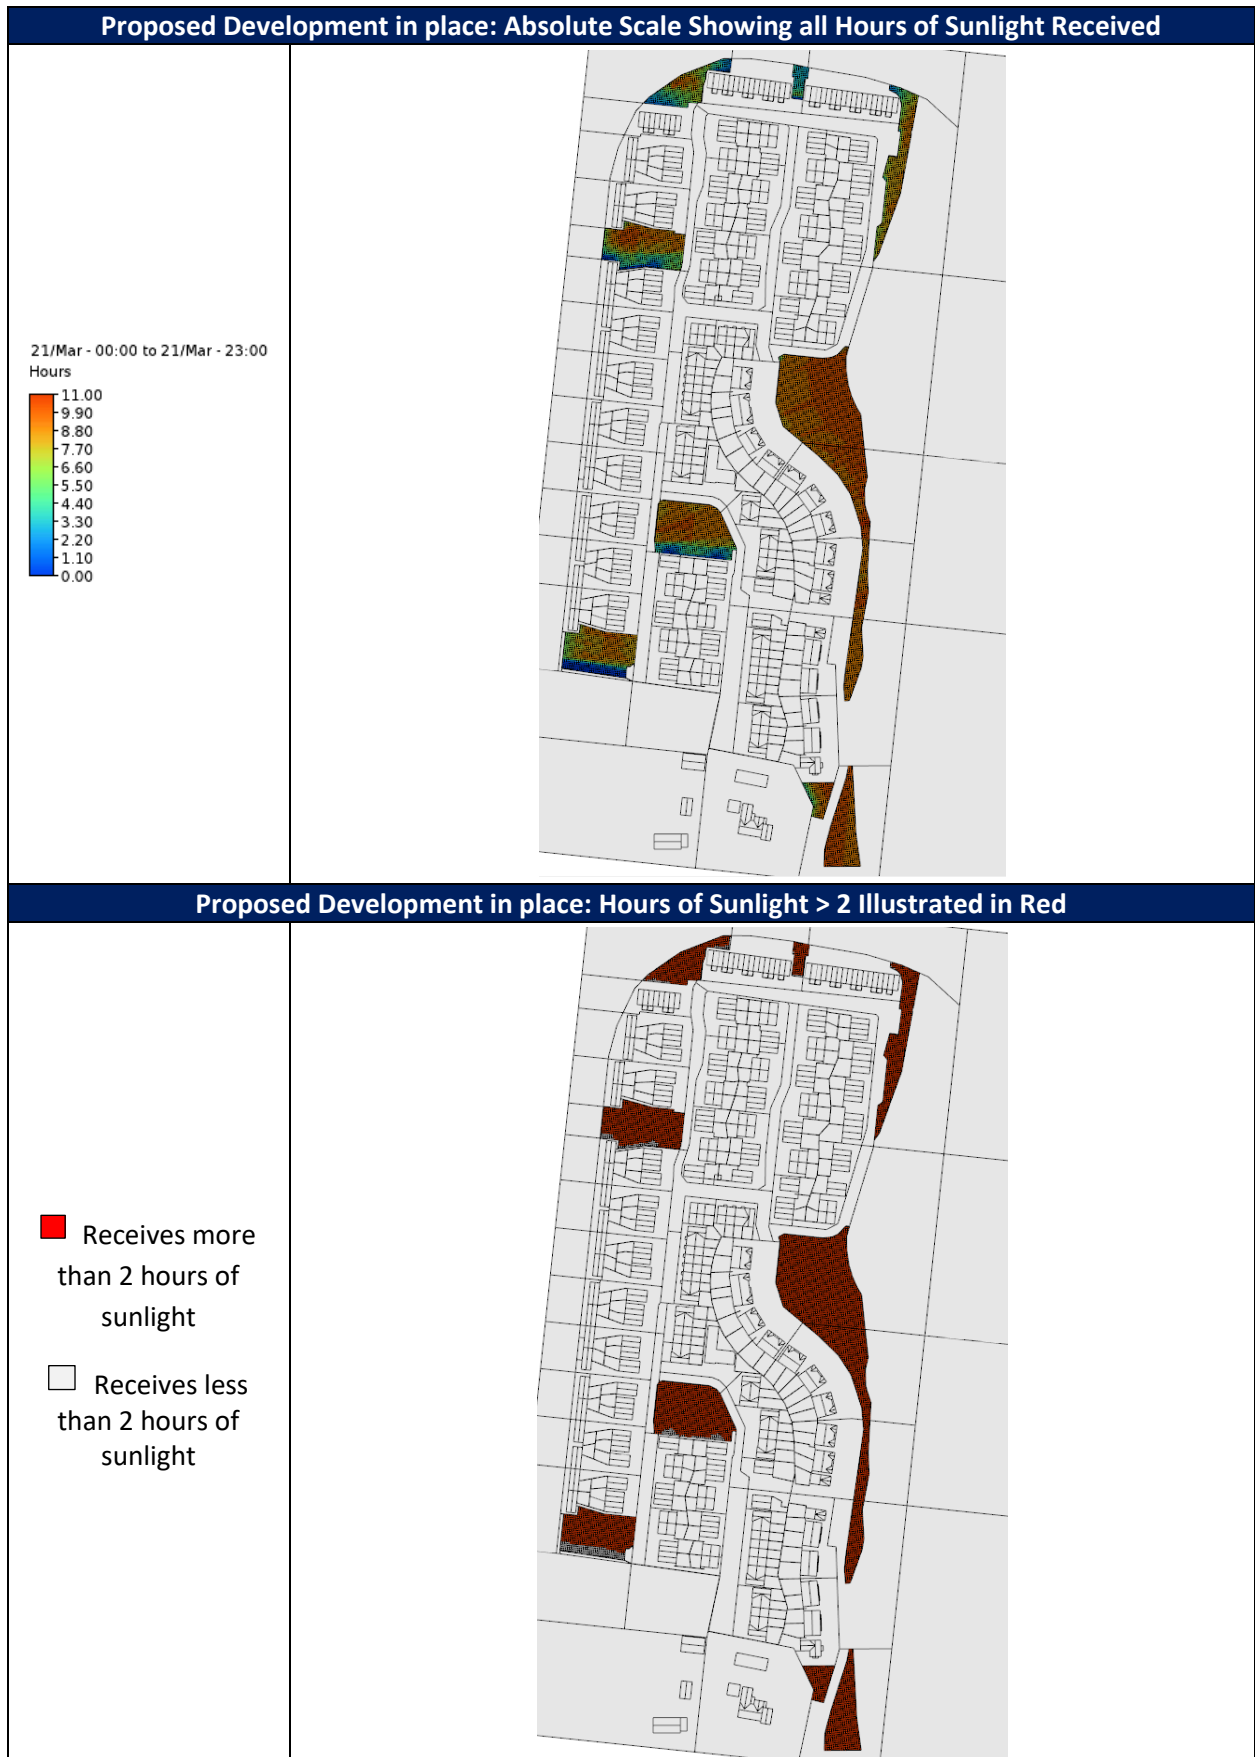 Proposed Development in place: Absolute Scale Showing all Hours of Sunlight Received
21/Mar - 00:00 to 21/Mar - 23:00
Hours
11.00
9.90
8.80
7.70
6.60
5.50
4.40
3.30
2.20
1.10
0.00
Proposed Development in place: Hours of Sunlight > 2 Illustrated in Red
Receives more
than 2 hours of
sunlight
Receives less
than 2 hours of
sunlight